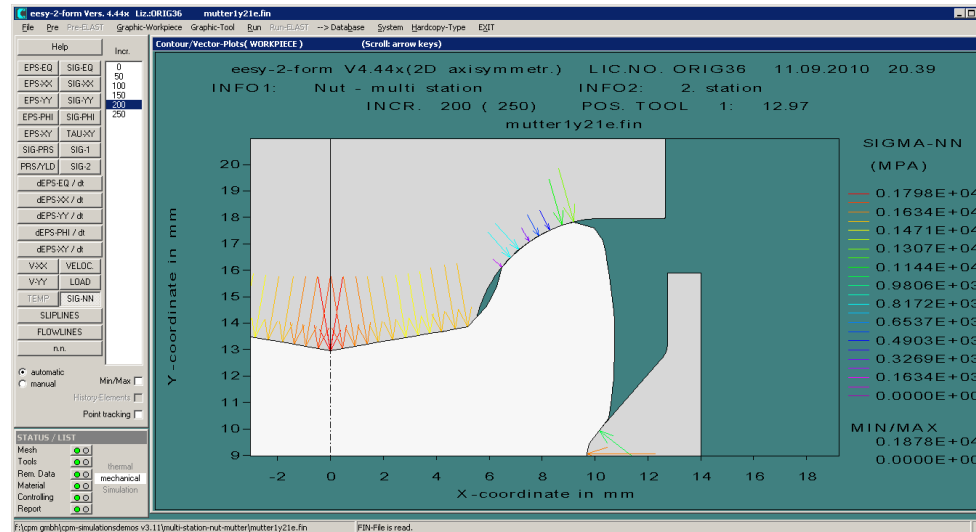 eesy-2-form Vers. 4.44x Liz.:ORIG36 mutter1y21e.fin
File Pre Pre-ELAST Graphic-Workpiece Graphic-Tool Run Run-ELAST --> Database System Hardcopy-Type EXIT
Help
Incr.
EPS-EQ SIG-EQ
EPS-XX SIG-XX
EPS-YY SIG-YY
EPS-PHI SIG-PHI
EPS-XY TAU-XY
SIG-PRS SIG-1
PRS/YLD SIG-2
dEPS-EQ / dt
dEPS-XX / dt
dEPS-YY / dt
dEPS-PHI / dt
dEPS-XY / dt
V-XX VELOC.
V-YY LOAD
TEMP SIG-NN
SLIPLINES
FLOWLINES
n.n.
0
50
100
150
200
250
automatic
manual
Min/Max
History-Elements
Point tracking
STATUS / LIST
Mesh
Tools
Rem. Data
Material
Controlling
Report
thermal
mechanical
Simulation
Contour/Vector-Plots( WORKPIECE ) (Scroll: arrow keys)
eesy-2-form V4.44x(2D axisymmetr.) LIC.NO. ORIG36 11.09.2010 20.39
INFO1: Nut - multi station INFO2: 2. station
INCR. 200 ( 250) POS. TOOL 1: 12.97
mutter1y21e.fin
Y-coordinate in mm
20
19
18
17
16
15
14
13
12
11
10
9
-2 0 2 4 6 8 10 12 14 16 18
X-coordinate in mm
SIGMA-NN
(MPA)
0.1798E+04
0.1634E+04
0.1471E+04
0.1307E+04
0.1144E+04
0.9806E+03
0.8172E+03
0.6537E+03
0.4903E+03
0.3269E+03
0.1634E+03
0.0000E+00
MIN/MAX
0.1878E+04
0.0000E+00
F:\cpm gmbh\cpm-simulationsdemos v3.11\multi-station-nut-mutter\mutter1y21e.fin
FIN-File is read.